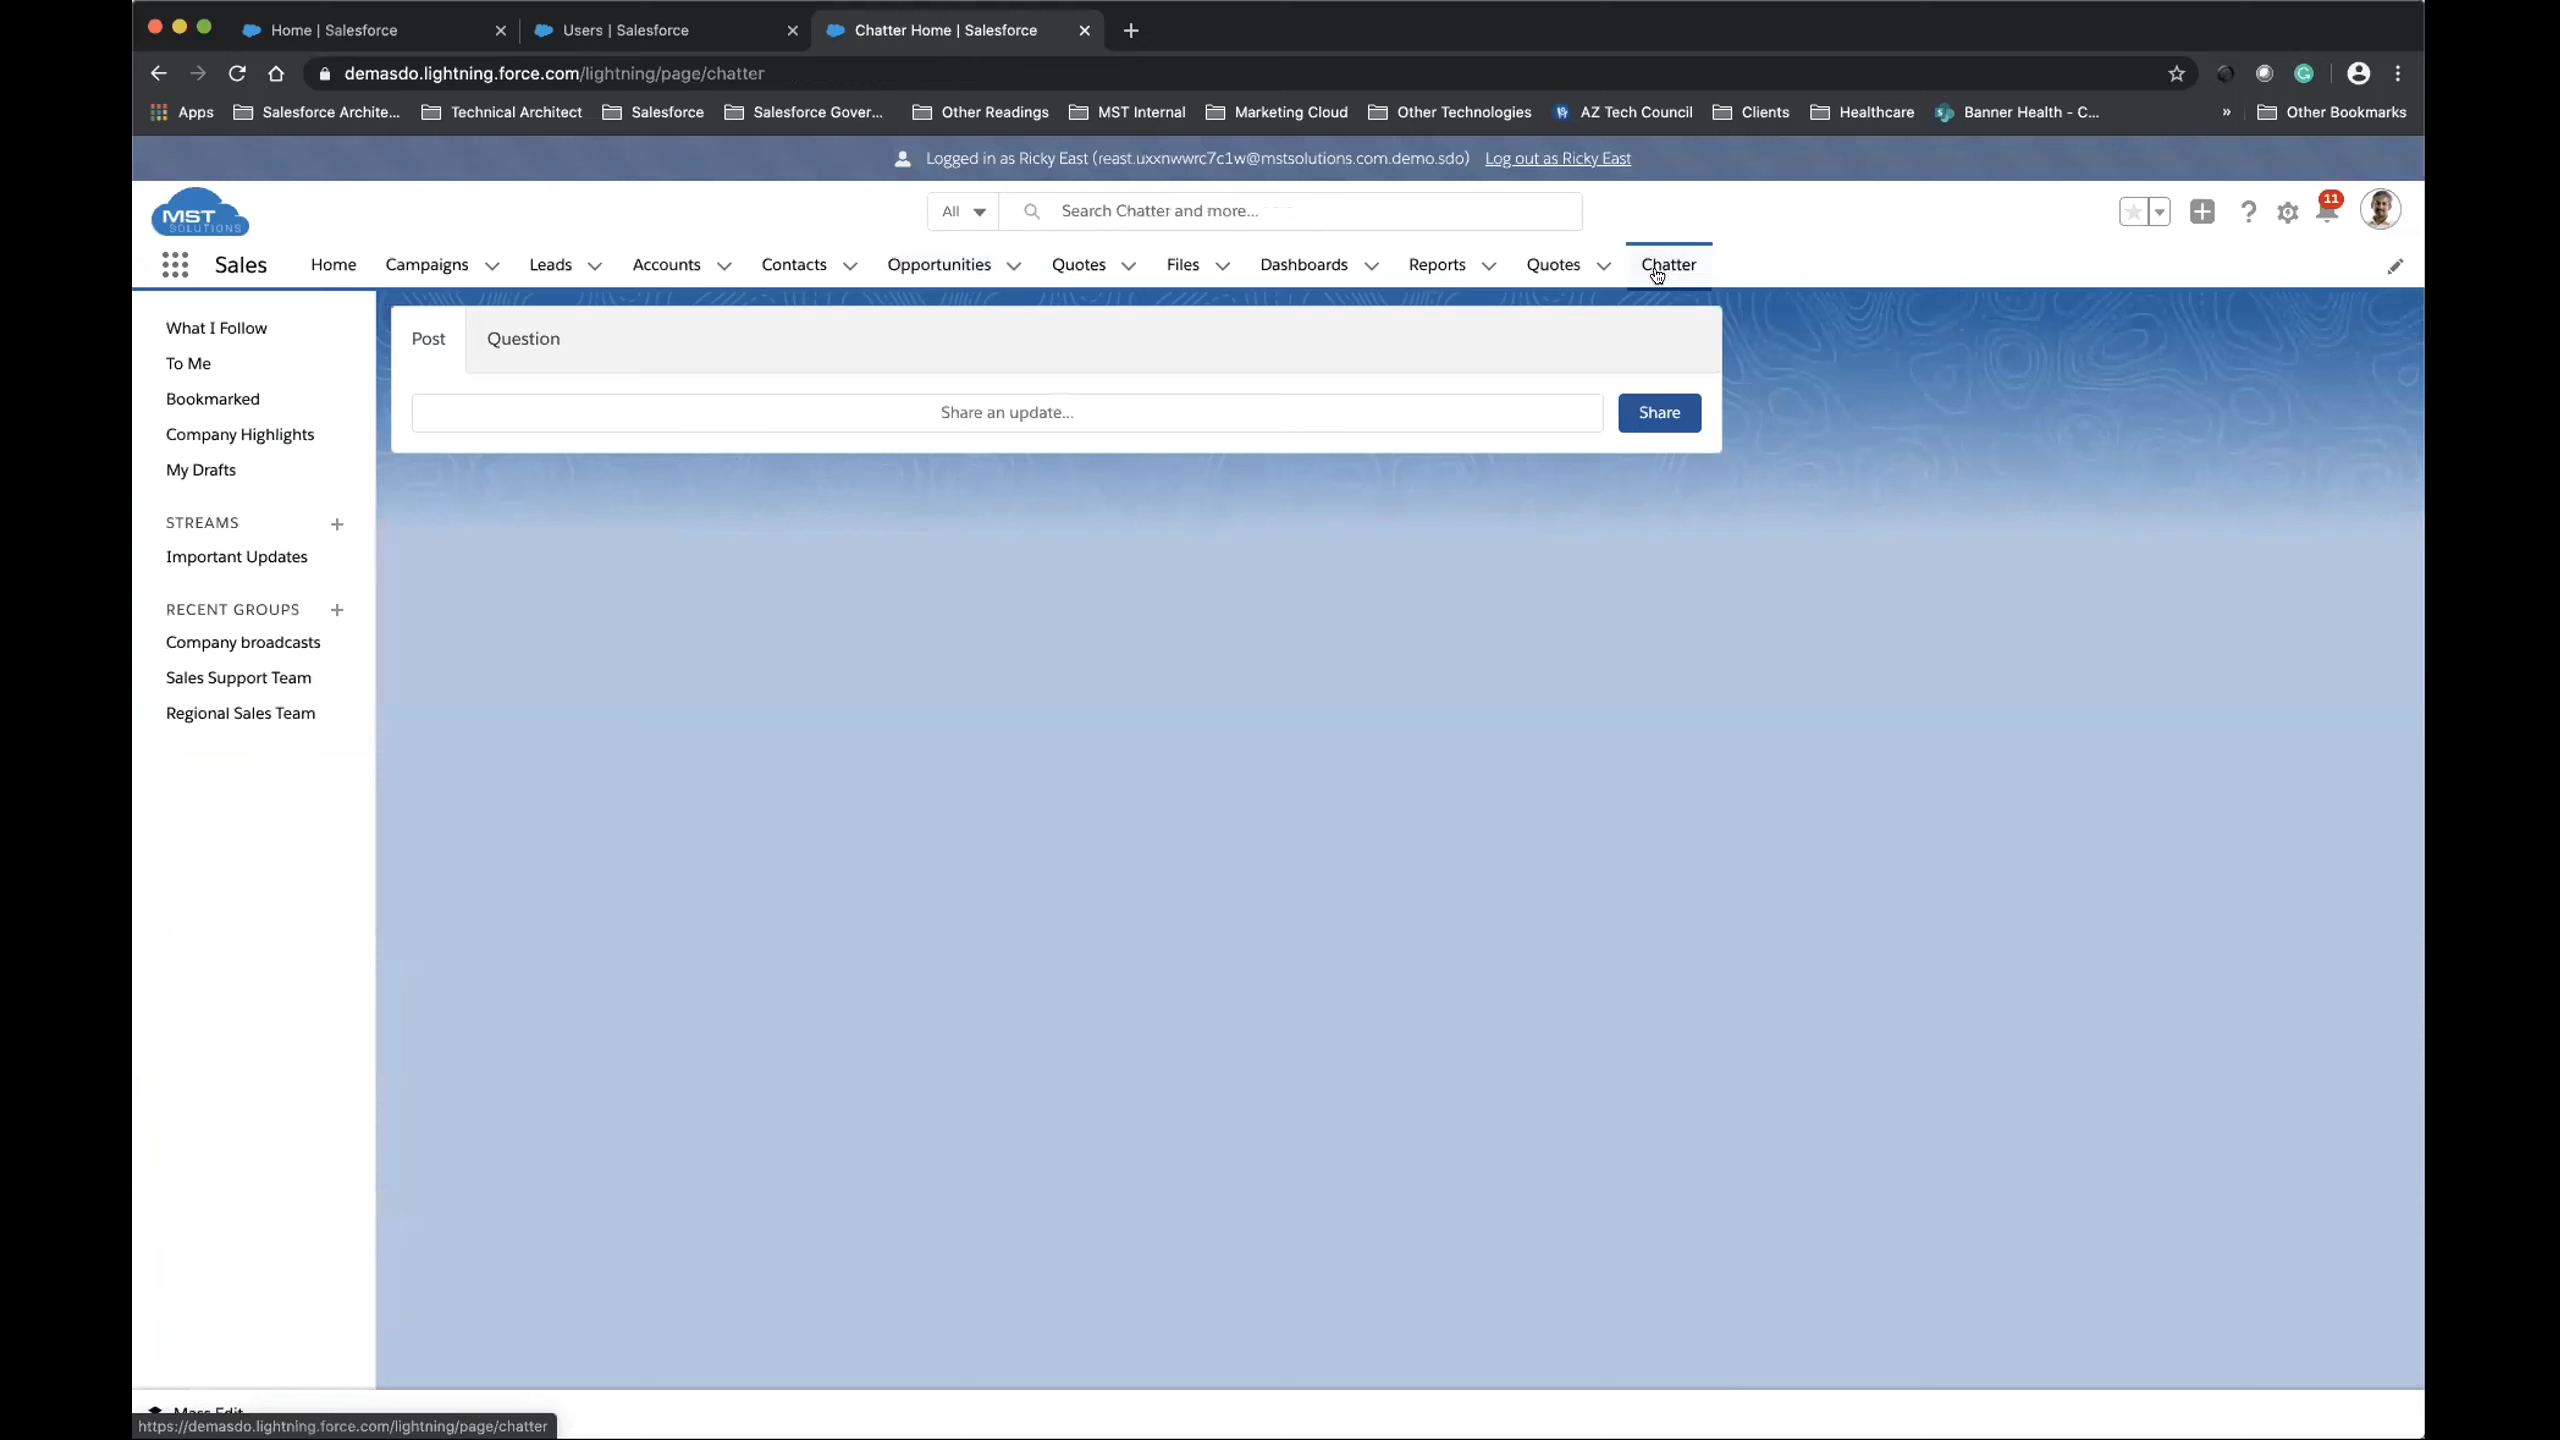 Home | Salesforce
Users | Salesforce
Chatter Home | Salesforce
demasdo.lightning.force.com/lightning/page/chatter
Apps
Salesforce Archite...
Technical Architect
Salesforce
Salesforce Gover...
Other Readings
MST Internal
Marketing Cloud
Other Technologies
AZ Tech Council
Clients
Healthcare
Banner Health - C...
»
Other Bookmarks
Logged in as Ricky East (reast.uxxnwwrc7c1w@mstsolutions.com.demo.sdo) Log out as Ricky East
MST
SOLUTIONS
All
Search Chatter and more...
11
Sales
Home
Campaigns
Leads
Accounts
Contacts
Opportunities
Quotes
Files
Dashboards
Reports
Quotes
Chatter
What I Follow
To Me
Bookmarked
Company Highlights
My Drafts
STREAMS
Important Updates
RECENT GROUPS
Company broadcasts
Sales Support Team
Regional Sales Team
Post
Question
Share an update...
Share
Mass Edit
https://demasdo.lightning.force.com/lightning/page/chatter